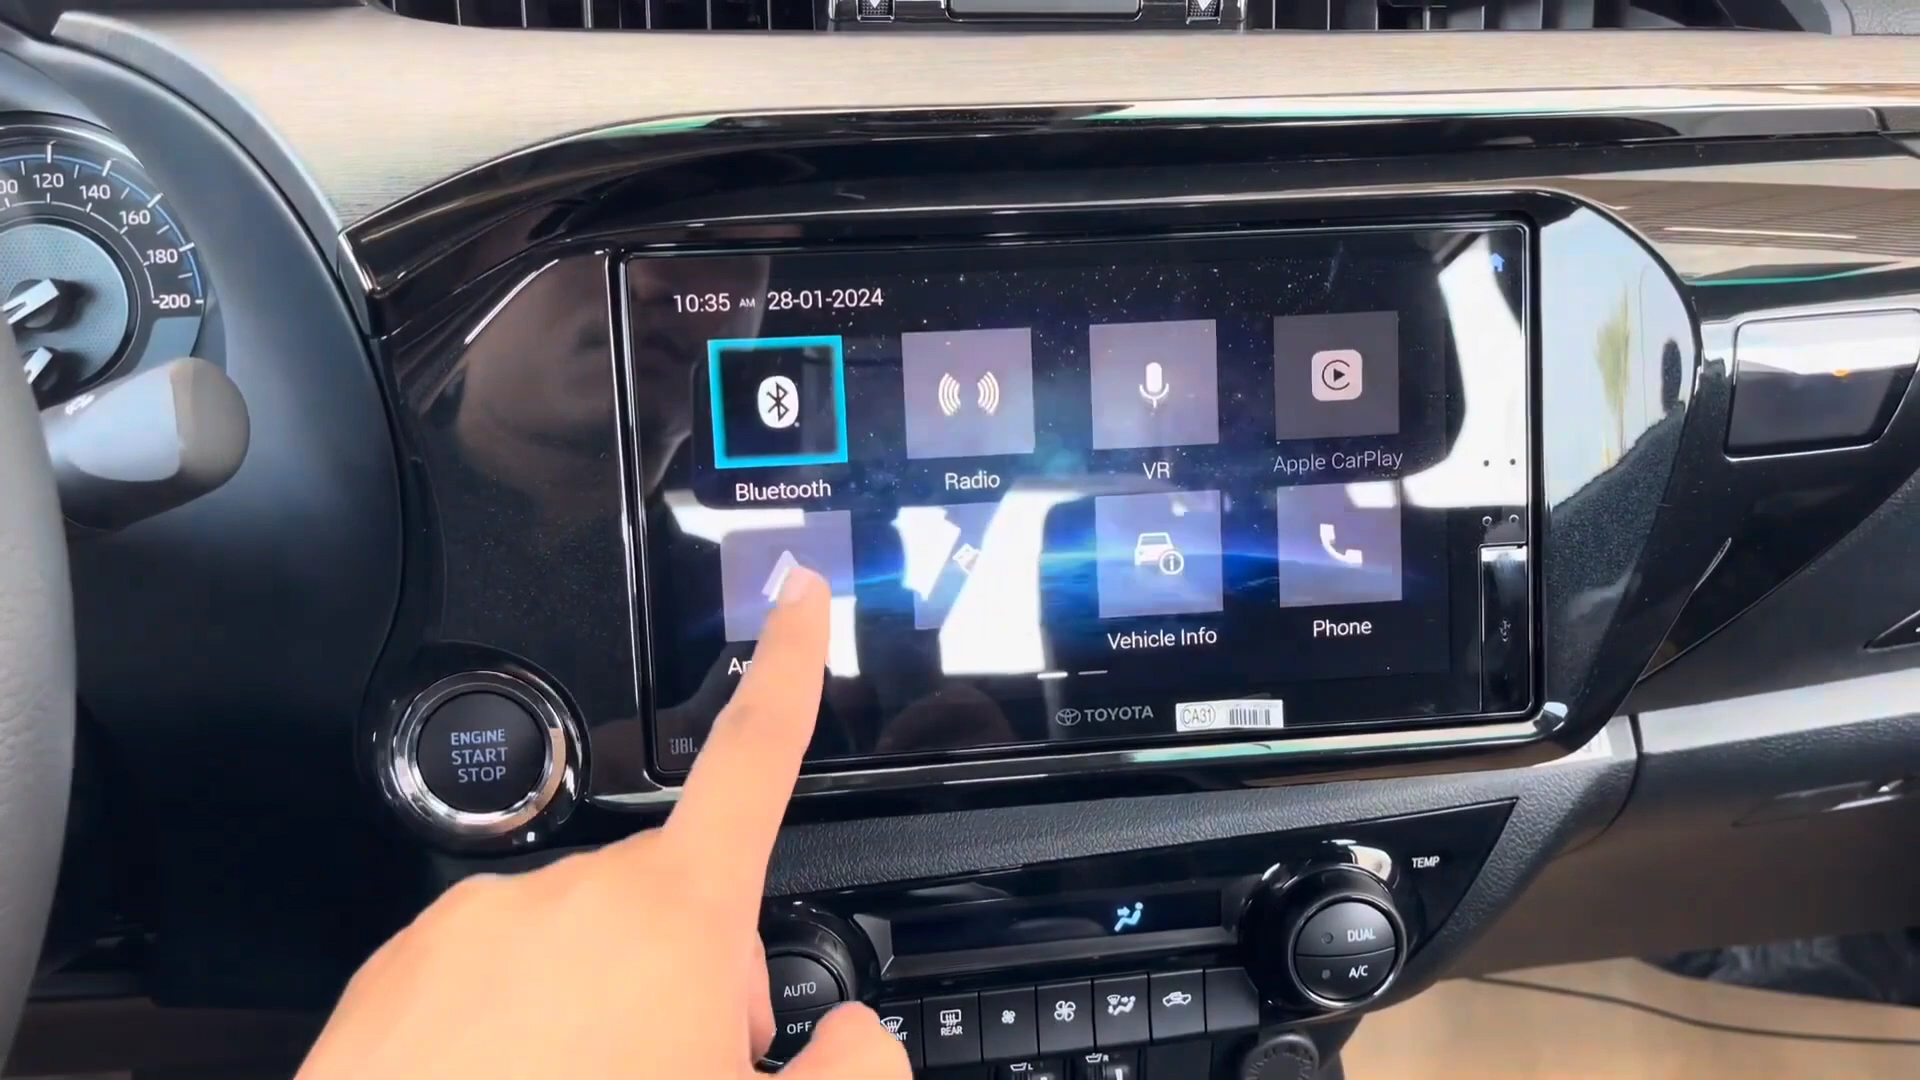 120
140
160
180
200
10:35 AM 28-01-2024
Bluetooth
Radio
VR
Apple CarPlay
Vehicle Info
Phone
TOYOTA
CA31
JBL
ENGINE
START
STOP
TEMP
DUAL
A/C
AUTO
OFF
REAR